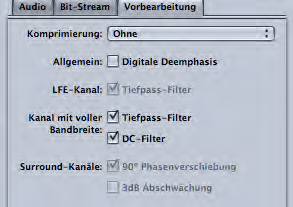 Audio Bit-Stream Vorbearbeitung
Komprimierung: Ohne
Allgemein: Digitale Deemphasis
LFE-Kanal: Tiefpass-Filter
Kanal mit voller Bandbreite: Tiefpass-Filter
DC-Filter
Surround-Kanäle: 90° Phasenverschiebung
3dB Abschwächung